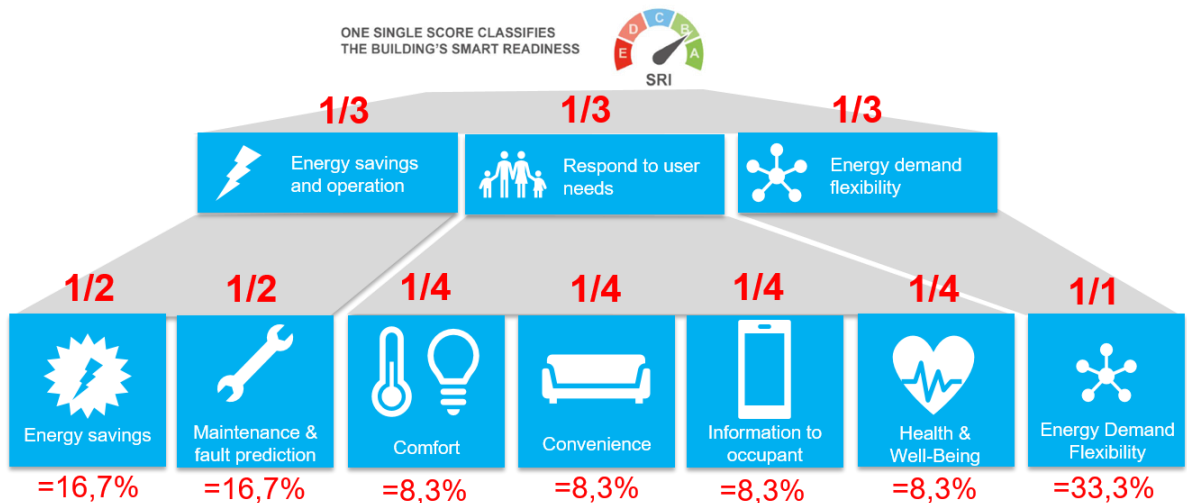 ONE SINGLE SCORE CLASSIFIES
THE BUILDING'S SMART READINESS
E
D
C
B
A
SRI
1/3
1/3
1/3
Energy savings
and operation
Respond to user
needs
Energy demand
flexibility
1/2
1/2
1/4
1/4
1/4
1/4
1/1
Energy savings
Maintenance &
fault prediction
Comfort
Convenience
Information to
occupant
Health &
Well-Being
Energy Demand
Flexibility
=16,7%
=16,7%
=8,3%
=8,3%
=8,3%
=8,3%
=33,3%